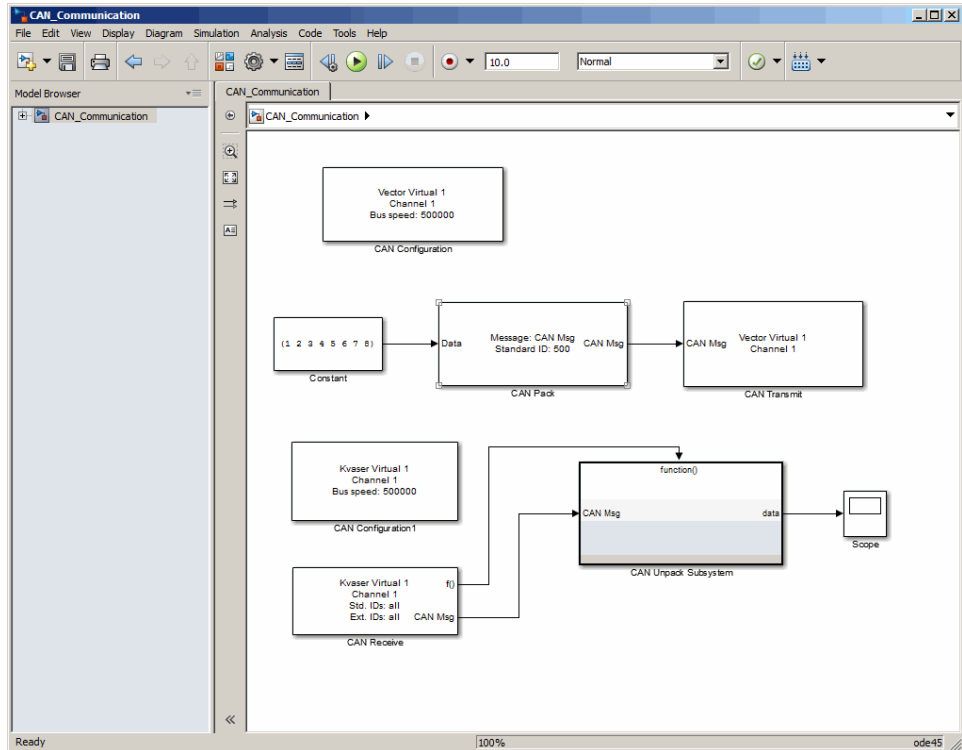 CAN_Communication
File Edit View Display Diagram Simulation Analysis Code Tools Help
10.0 Normal
Model Browser
CAN_Communication
CAN_Communication
CAN_Communication
Vector Virtual 1
Channel 1
Bus speed: 500000
CAN Configuration
(1 2 3 4 5 6 7 8)
Constant
Data
Message: CAN Msg
Standard ID: 500
CAN Msg
CAN Pack
CAN Msg
Vector Virtual 1
Channel 1
CAN Transmit
Kvaser Virtual 1
Channel 1
Bus speed: 500000
CAN Configuration1
function()
CAN Msg
data
CAN Unpack Subsystem
Scope
Kvaser Virtual 1
Channel 1
Std. IDs: all
Ext. IDs: all
f()
CAN Msg
CAN Receive
Ready 100% ode45